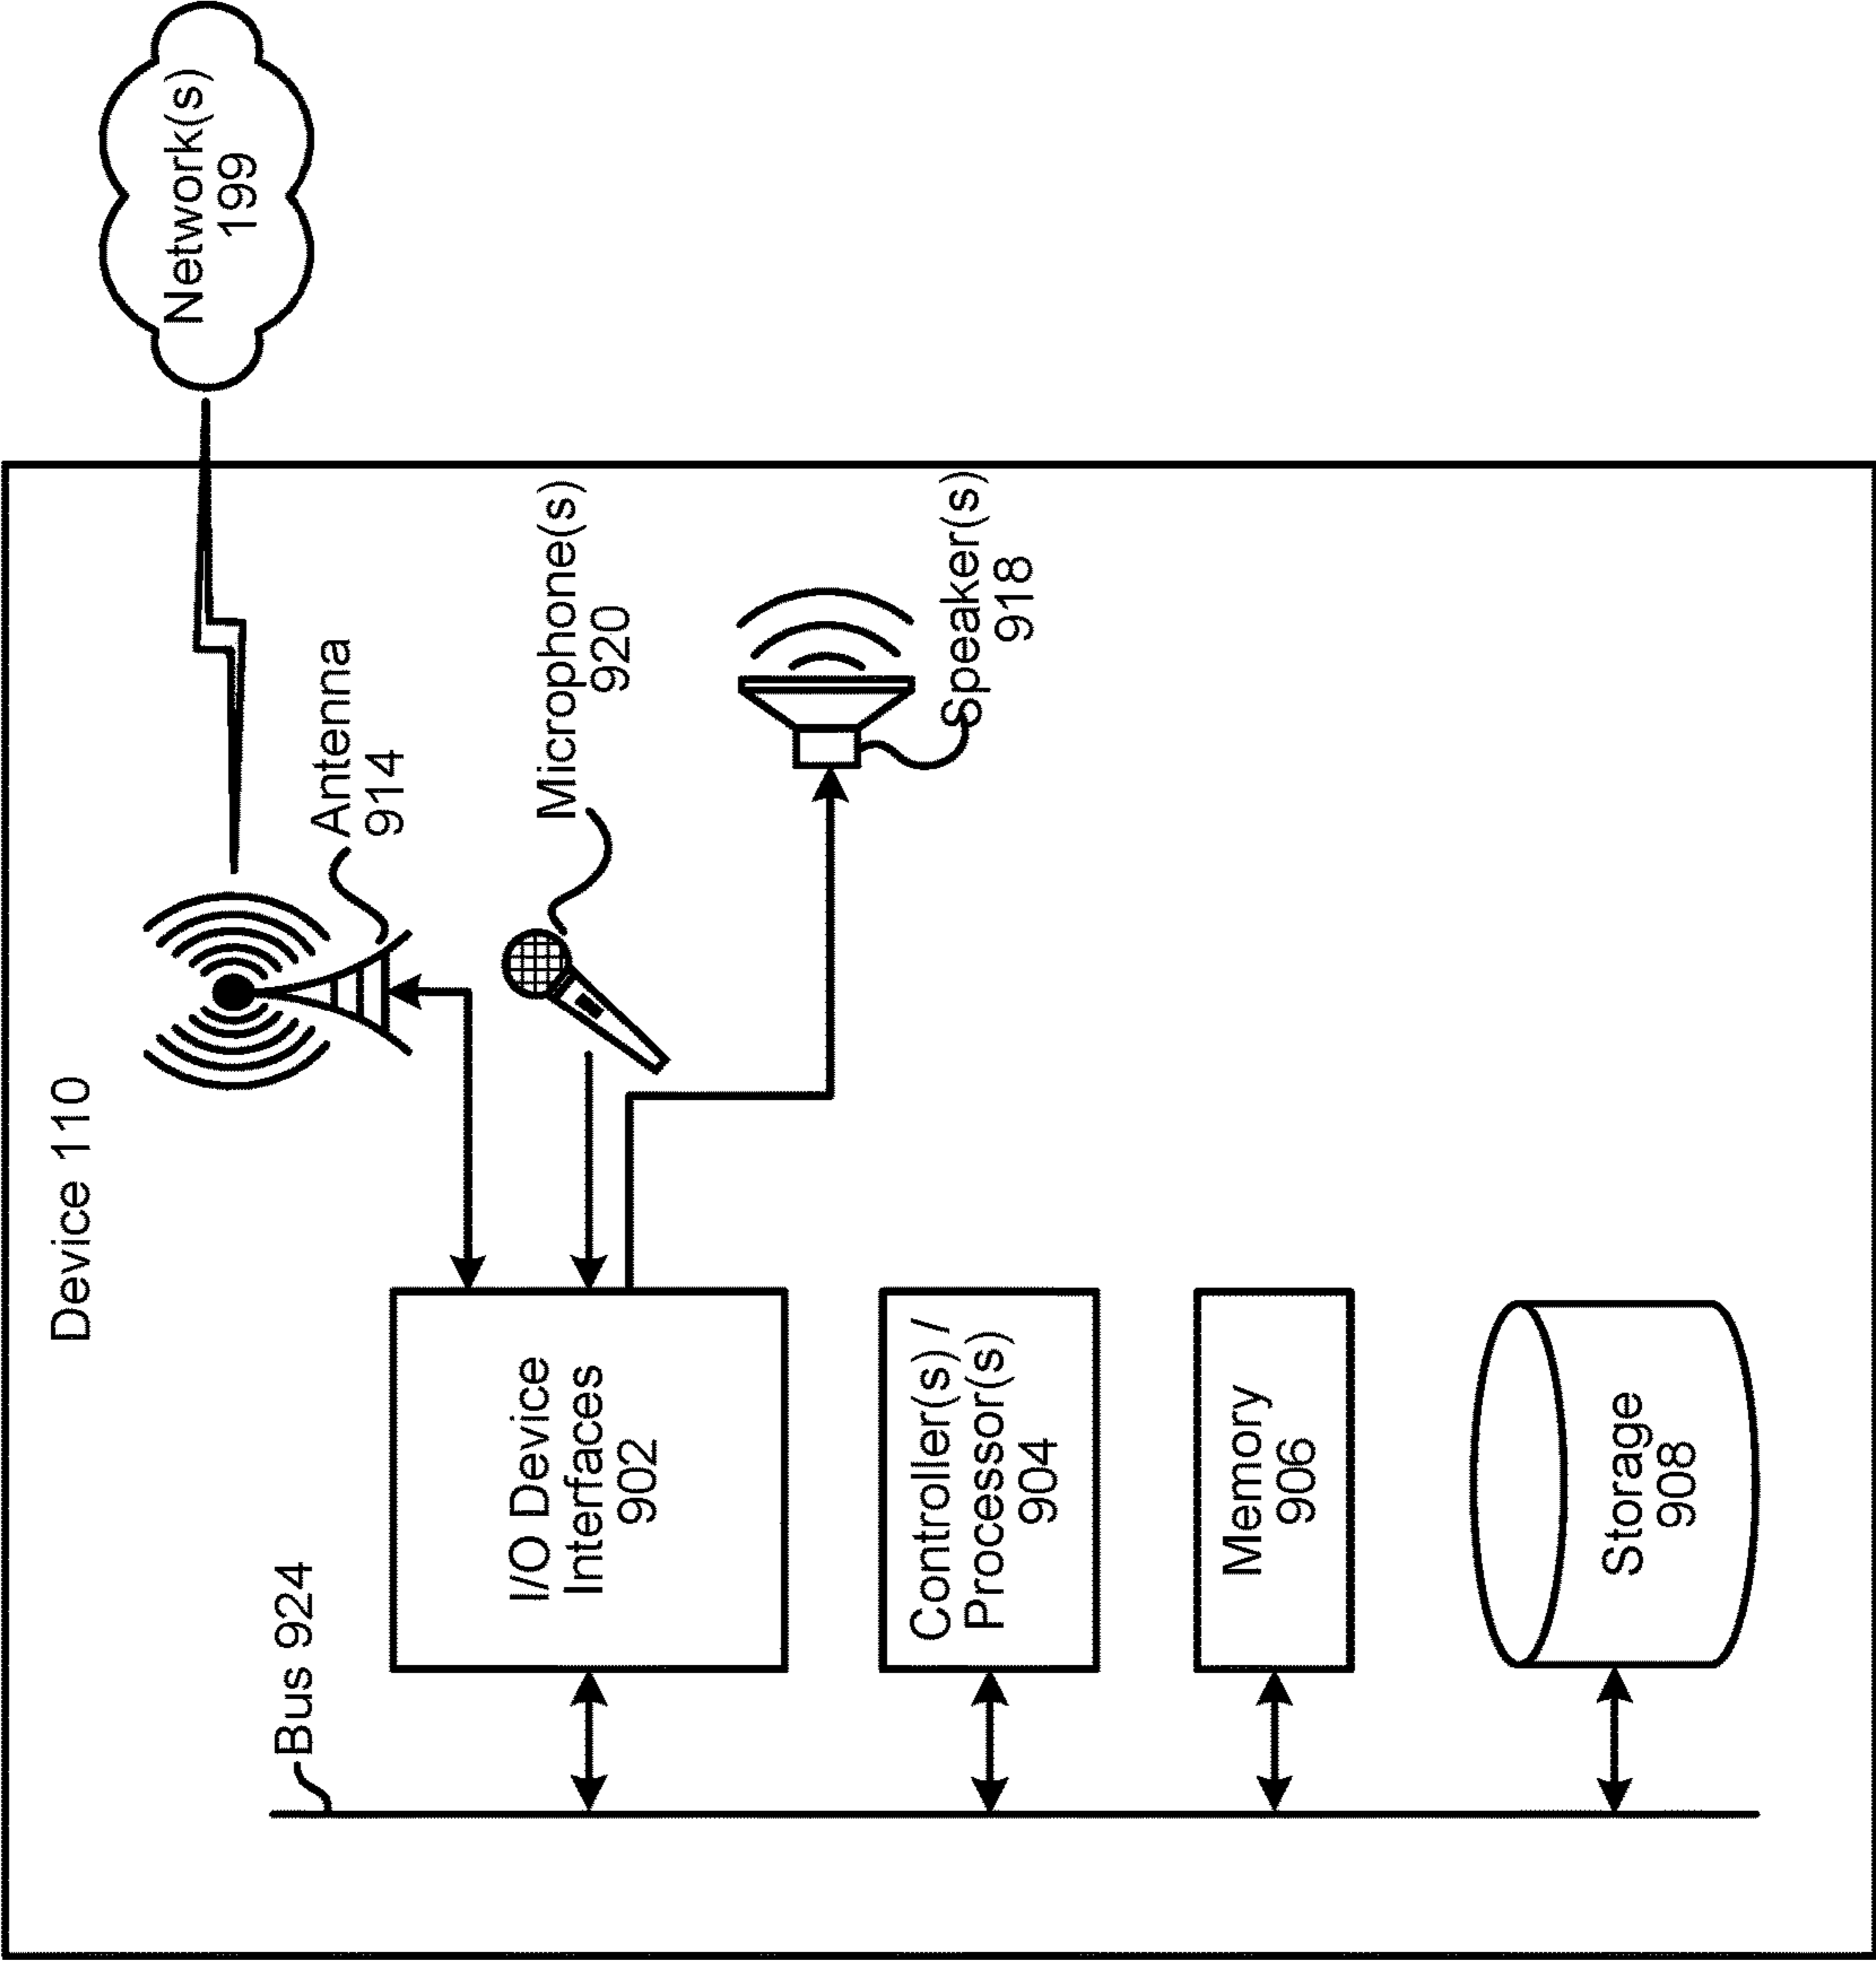 Device 110
Bus 924
I/O Device
Interfaces
902
Controller(s) /
Processor(s)
904
Memory
906
Storage
908
Antenna
914
Microphone(s)
920
Speaker(s)
918
Network(s)
199